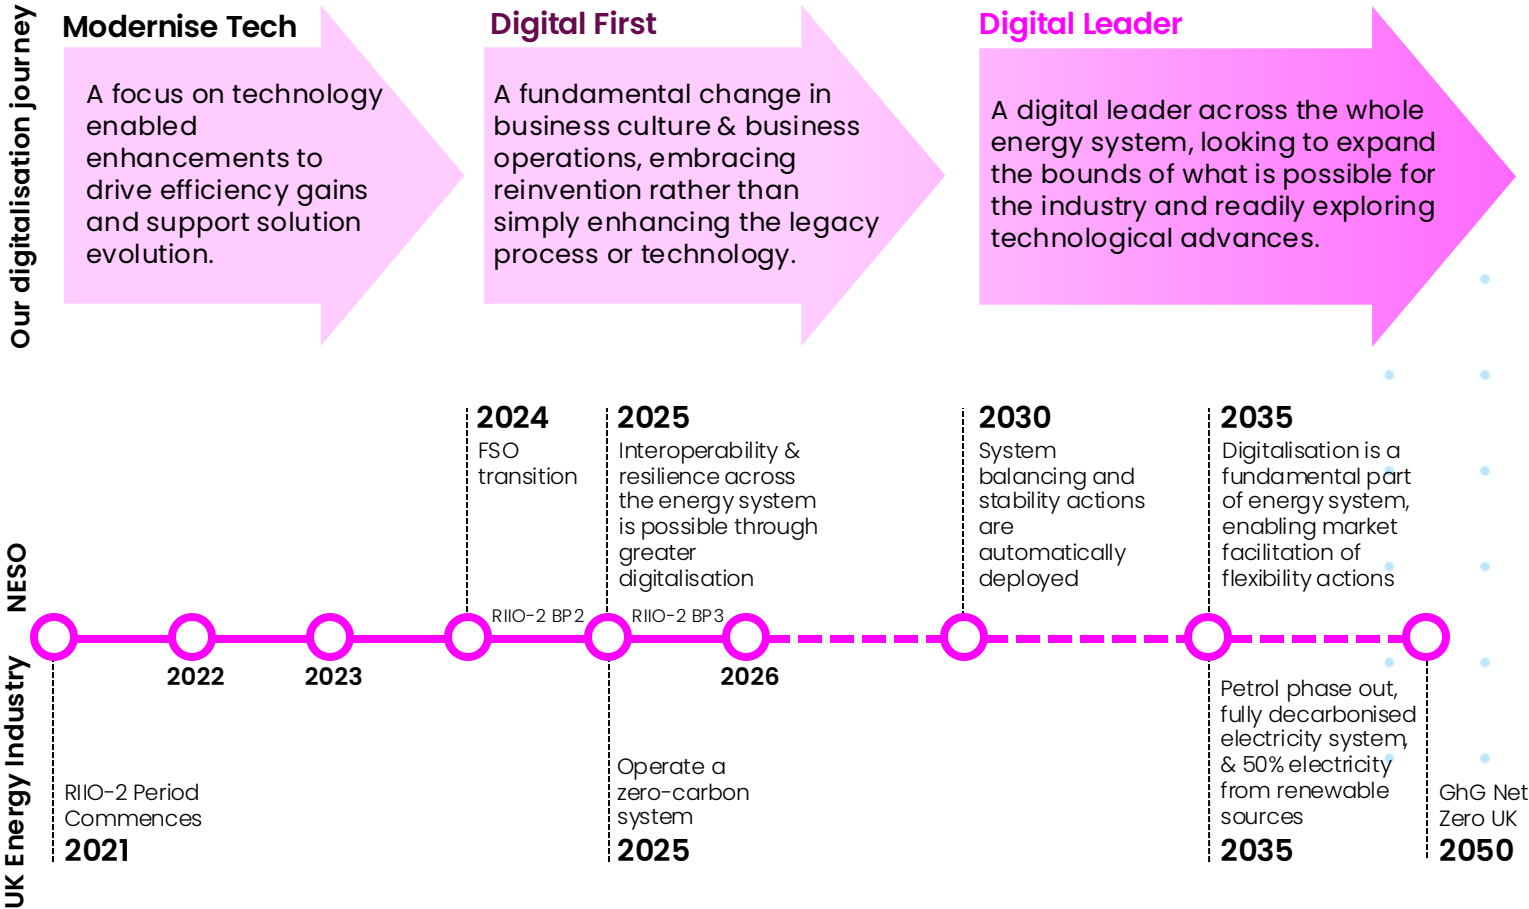 Our digitalisation journey
Modernise Tech
A focus on technology
enabled
enhancements to
drive efficiency gains
and support solution
evolution.
Digital First
A fundamental change in
business culture & business
operations, embracing
reinvention rather than
simply enhancing the legacy
process or technology.
Digital Leader
A digital leader across the whole
energy system, looking to expand
the bounds of what is possible for
the industry and readily exploring
technological advances.
NESO
2024
FSO
transition
2025
Interoperability &
resilience across
the energy system
is possible through
greater
digitalisation
2030
System
balancing and
stability actions
are
automatically
deployed
2035
Digitalisation is a
fundamental part
of energy system,
enabling market
facilitation of
flexibility actions
RIIO-2 BP2
RIIO-2 BP3
2022
2023
2026
UK Energy Industry
RIIO-2 Period
Commences
2021
Operate a
zero-carbon
system
2025
Petrol phase out,
fully decarbonised
electricity system,
& 50% electricity
from renewable
sources
2035
GhG Net
Zero UK
2050